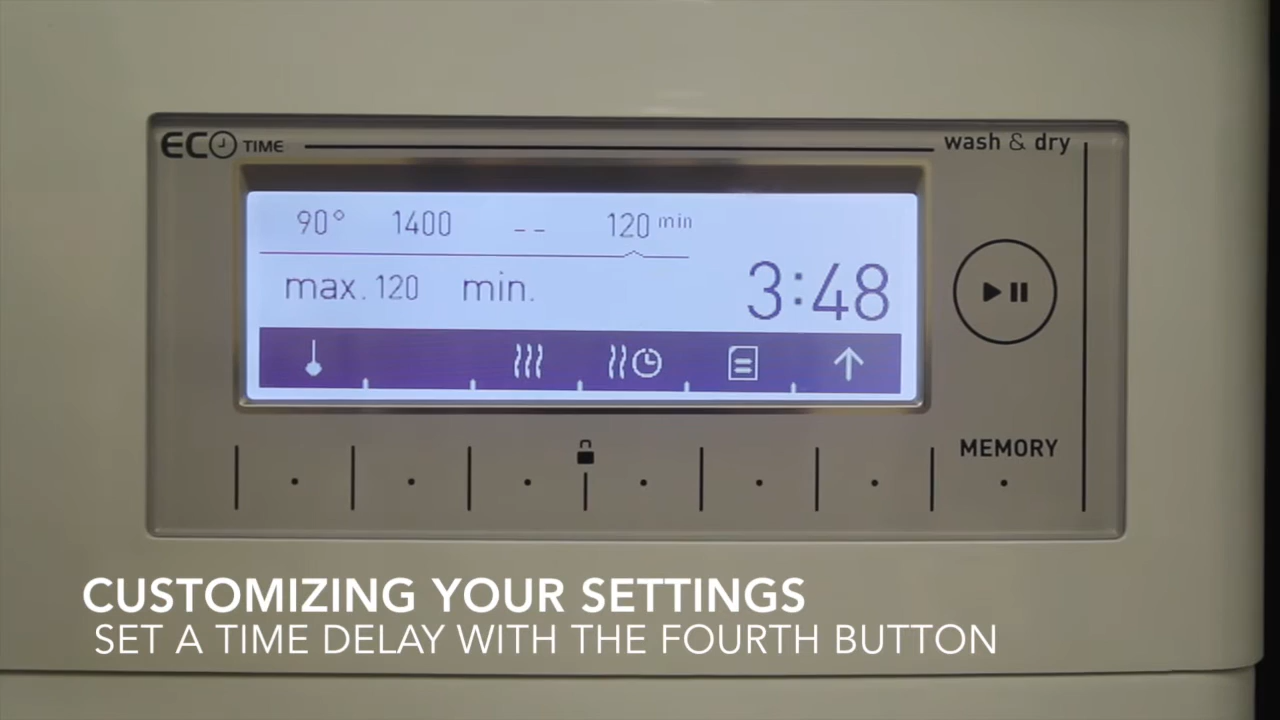 ECO TIME
wash & dry
90° 1400 -- 120 min
max. 120 min.
3:48
MEMORY
CUSTOMIZING YOUR SETTINGS
SET A TIME DELAY WITH THE FOURTH BUTTON